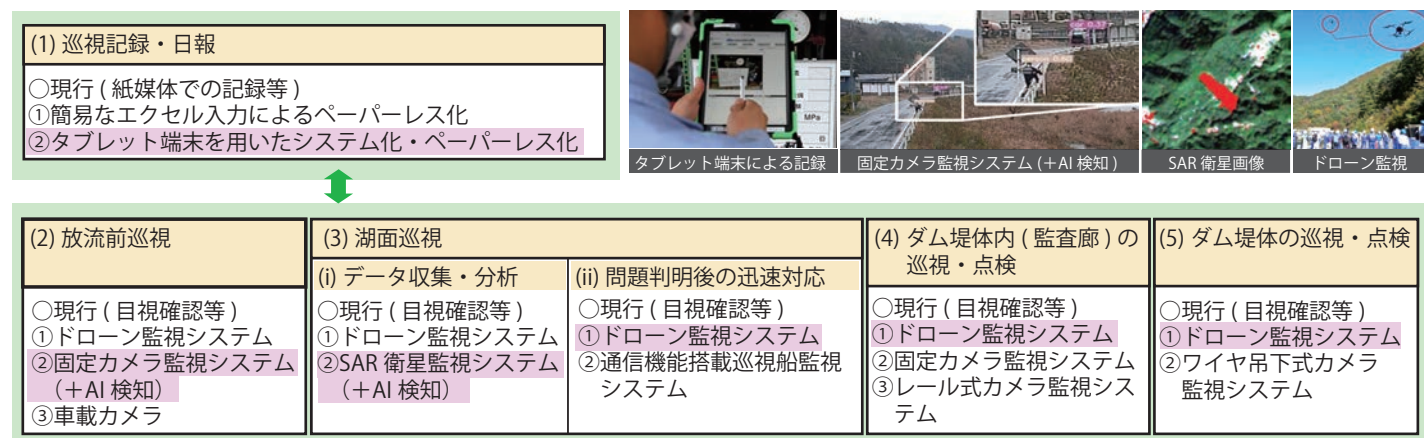 (1) 巡視記録・日報
○現行 ( 紙媒体での記録等 )
①簡易なエクセル入力によるペーパーレス化
②タブレット端末を用いたシステム化・ペーパーレス化
MPa
タブレット端末による記録
固定カメラ監視システム (＋AI 検知 )
SAR 衛星画像
ドローン監視
(2) 放流前巡視
○現行 ( 目視確認等 )
①ドローン監視システム
②固定カメラ監視システム
（＋AI 検知）
③車載カメラ
(3) 湖面巡視
(i) データ収集・分析
○現行 ( 目視確認等 )
①ドローン監視システム
②SAR 衛星監視システム
（＋AI 検知）
(ii) 問題判明後の迅速対応
○現行 ( 目視確認等 )
①ドローン監視システム
②通信機能搭載巡視船監視
システム
(4) ダム堤体内 ( 監査廊 ) の
巡視・点検
○現行 ( 目視確認等 )
①ドローン監視システム
②固定カメラ監視システム
③レール式カメラ監視シス
テム
(5) ダム堤体の巡視・点検
○現行 ( 目視確認等 )
①ドローン監視システム
②ワイヤ吊下式カメラ
監視システム